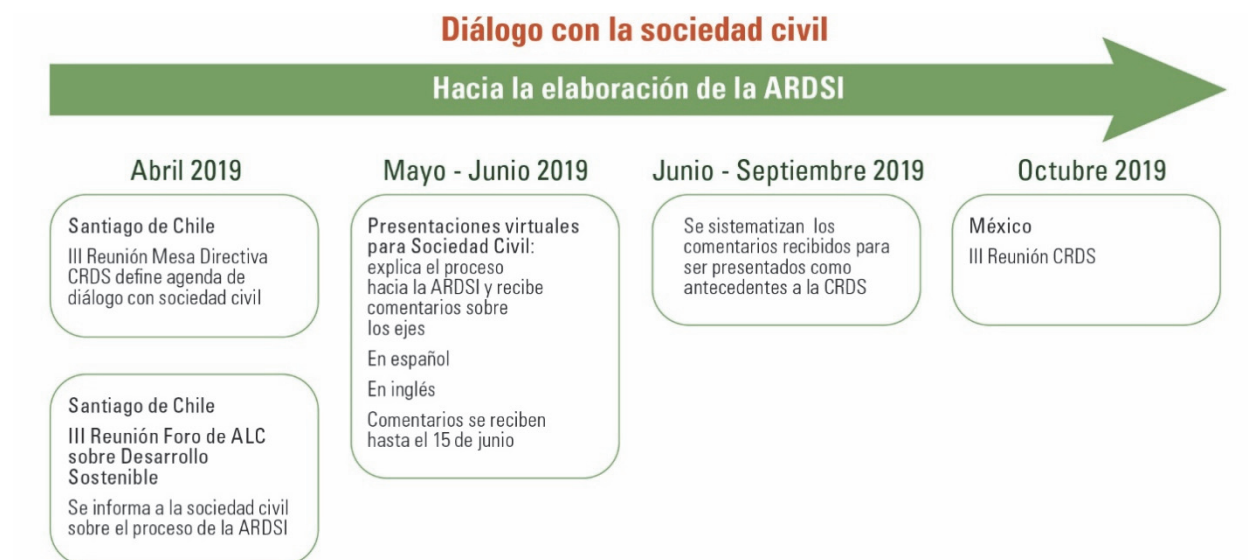 Diálogo con la sociedad civil
Hacia la elaboración de la ARDSI
Abril 2019
Santiago de Chile
III Reunión Mesa Directiva
CRDS define agenda de
diálogo con sociedad civil
Santiago de Chile
III Reunión Foro de ALC
sobre Desarrollo
Sostenible
Se informa a la sociedad civil
sobre el proceso de la ARDSI
Mayo - Junio 2019
Presentaciones virtuales
para Sociedad Civil:
explica el proceso
hacia la ARDSI y recibe
comentarios sobre
los ejes
En español
En inglés
Comentarios se reciben
hasta el 15 de junio
Junio - Septiembre 2019
Se sistematizan los
comentarios recibidos para
ser presentados como
antecedentes a la CRDS
Octubre 2019
México
III Reunión CRDS